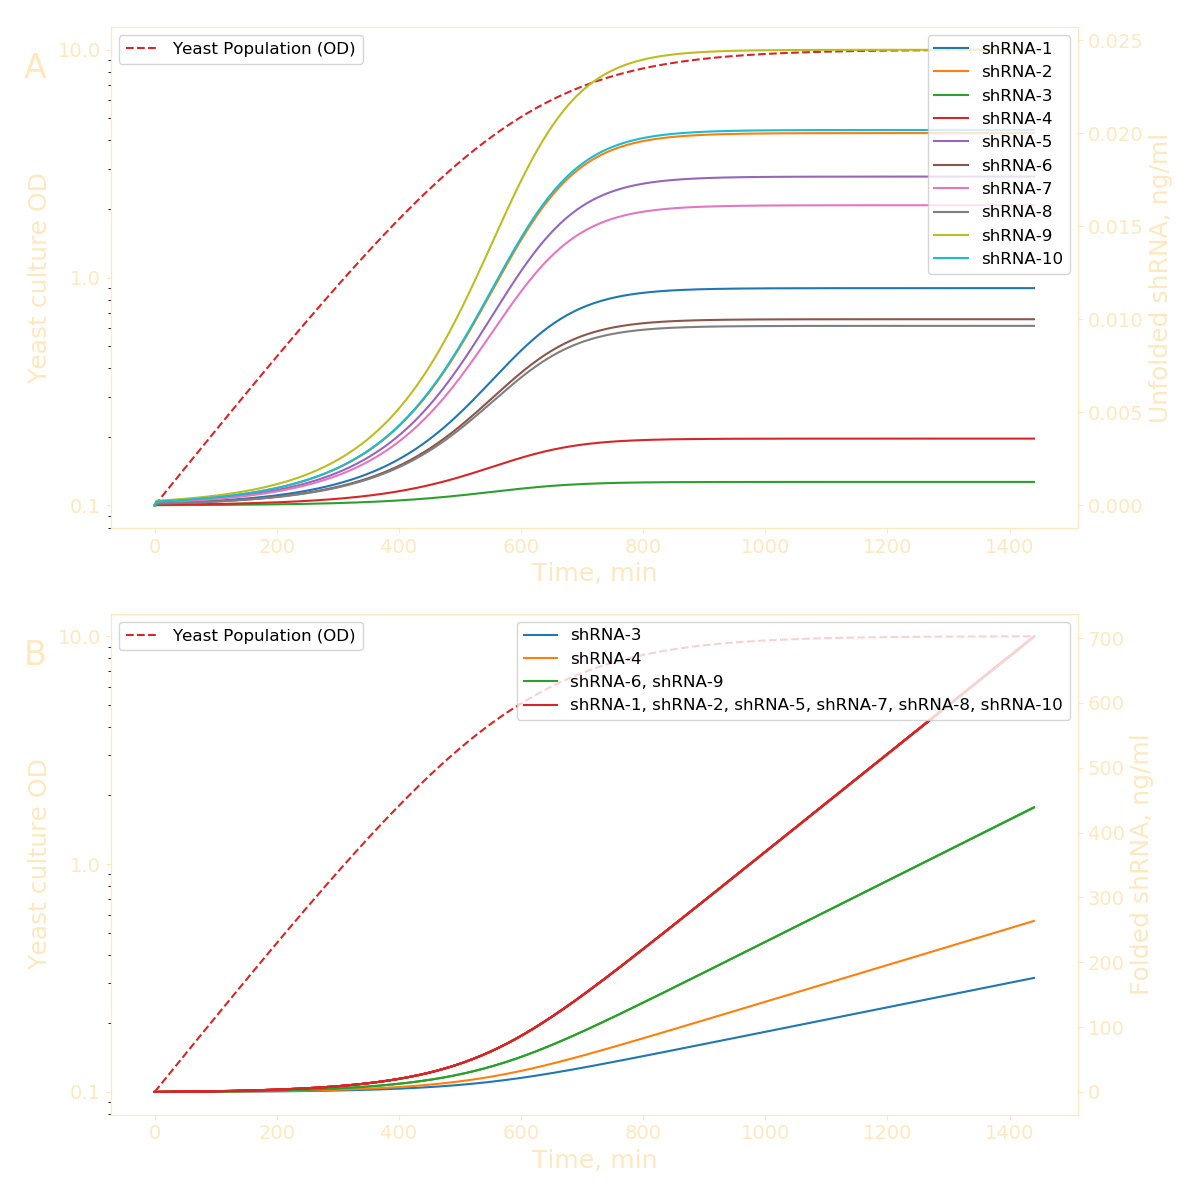 A
Yeast Population (OD)
shRNA-1
shRNA-2
shRNA-3
shRNA-4
shRNA-5
shRNA-6
shRNA-7
shRNA-8
shRNA-9
shRNA-10
10.0
1.0
0.1
Yeast culture OD
0.025
0.020
0.015
0.010
0.005
0.000
Unfolded shRNA, ng/ml
0 200 400 600 800 1000 1200 1400
Time, min
B
Yeast Population (OD)
shRNA-3
shRNA-4
shRNA-6, shRNA-9
shRNA-1, shRNA-2, shRNA-5, shRNA-7, shRNA-8, shRNA-10
10.0
1.0
0.1
Yeast culture OD
700
600
500
400
300
200
100
0
Folded shRNA, ng/ml
0 200 400 600 800 1000 1200 1400
Time, min